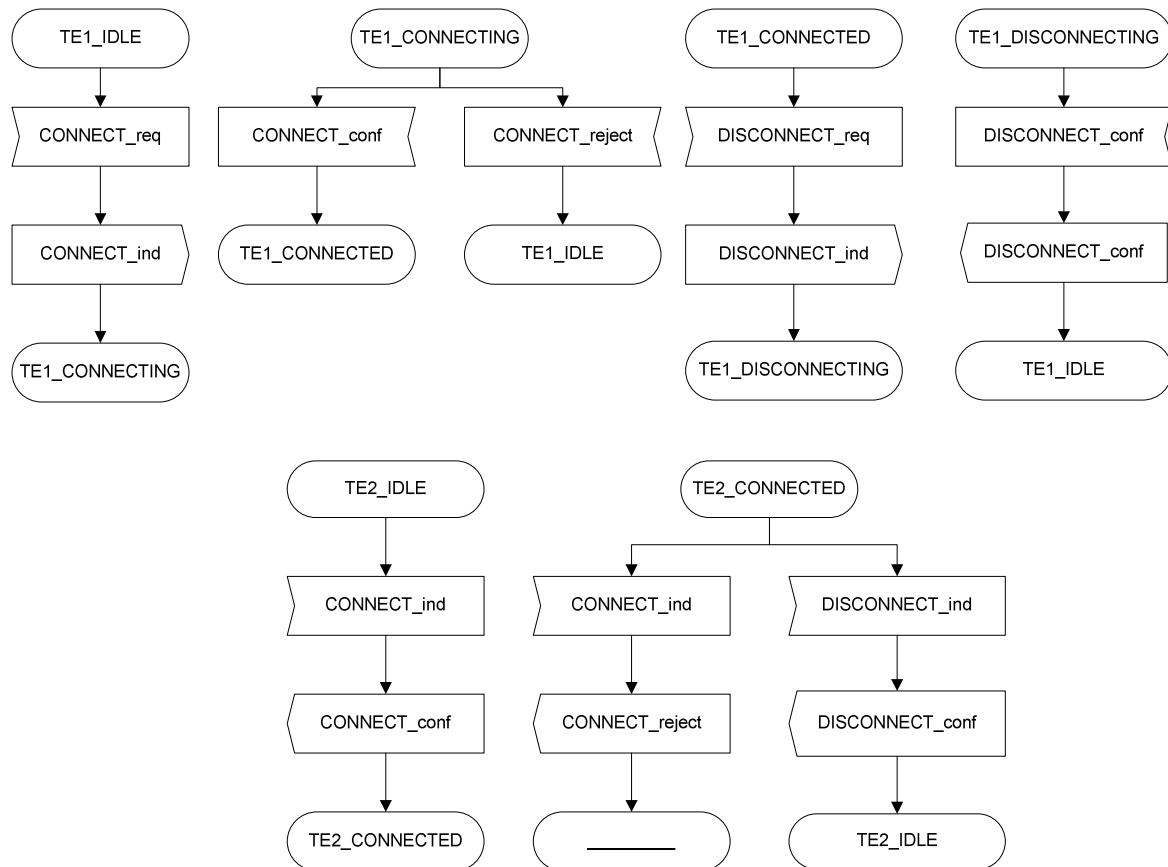 TE1_IDLE
TE1_CONNECTING
TE1_CONNECTED
TE1_DISCONNECTING
CONNECT_req
CONNECT_conf
CONNECT_reject
DISCONNECT_req
DISCONNECT_conf
CONNECT_ind
TE1_CONNECTED
TE1_IDLE
DISCONNECT_ind
DISCONNECT_conf
TE1_CONNECTING
TE1_DISCONNECTING
TE1_IDLE
TE2_IDLE
TE2_CONNECTED
CONNECT_ind
CONNECT_ind
DISCONNECT_ind
CONNECT_conf
CONNECT_reject
DISCONNECT_conf
TE2_CONNECTED
TE2_IDLE